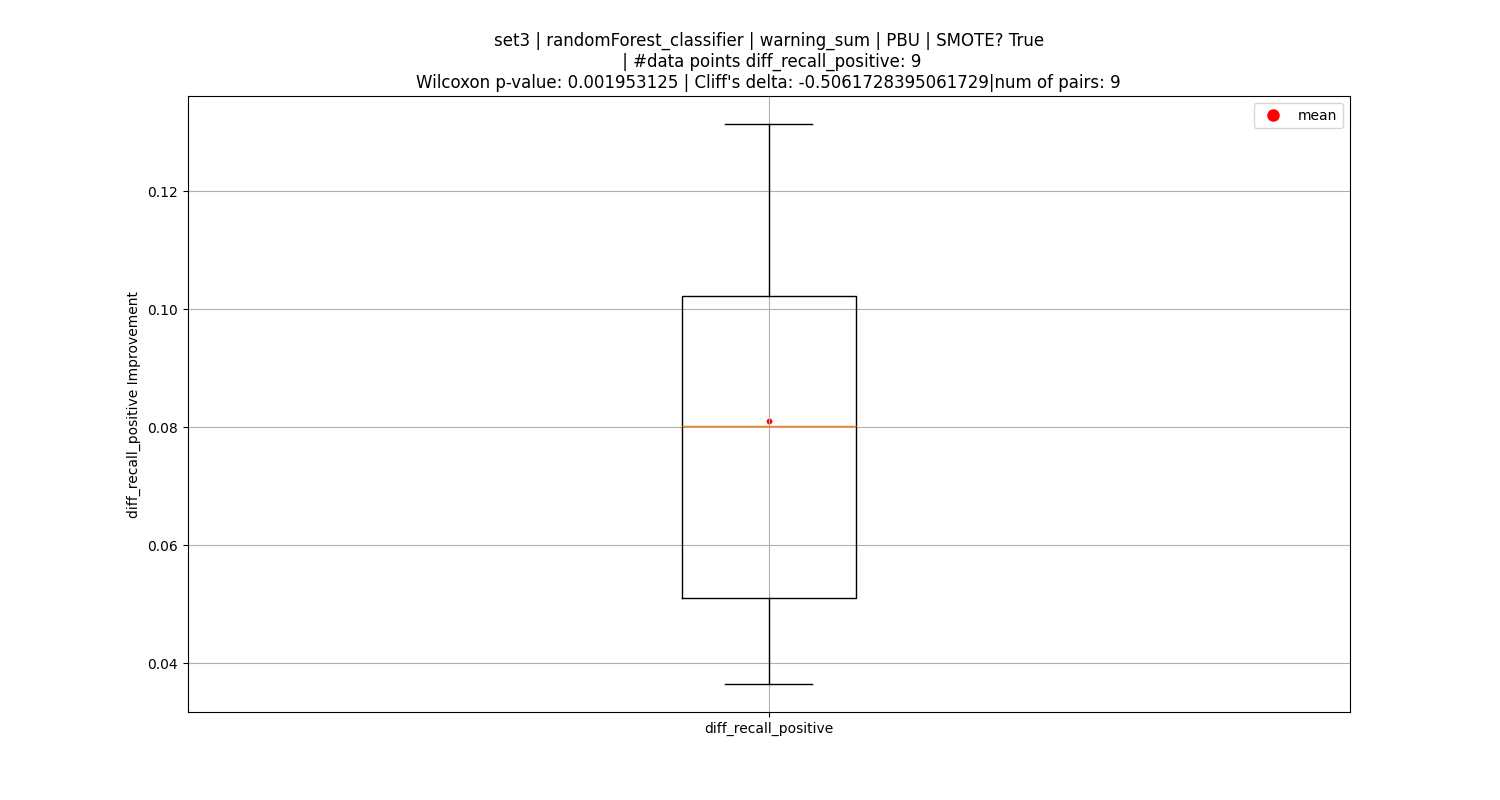 set3 | randomForest_classifier | warning_sum | PBU | SMOTE? True
| #data points diff_recall_positive: 9
Wilcoxon p-value: 0.001953125 | Cliff's delta: -0.5061728395061729|num of pairs: 9
mean
0.12
0.10
0.08
0.06
0.04
diff_recall_positive Improvement
diff_recall_positive